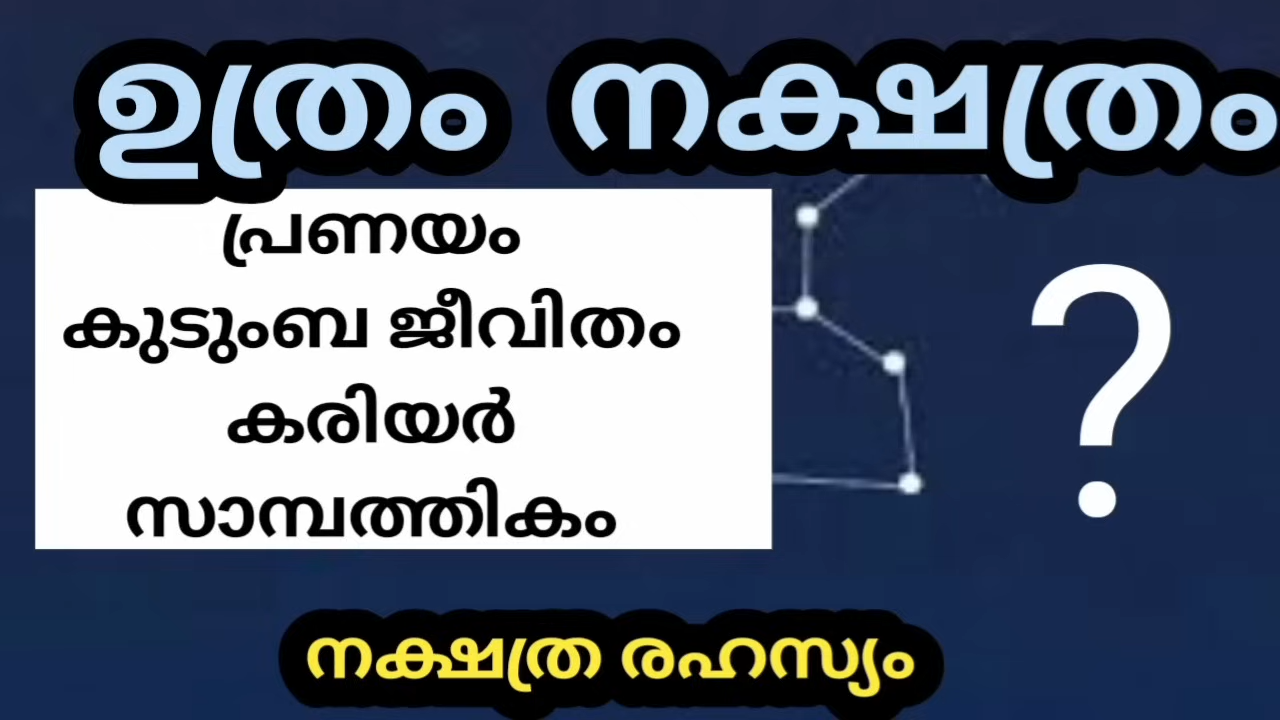 ഉത്രം നക്ഷത്രം
പ്രണയം
കുടുംബ ജീവിതം
കരിയർ
സാമ്പത്തികം
?
നക്ഷത്ര രഹസ്യം